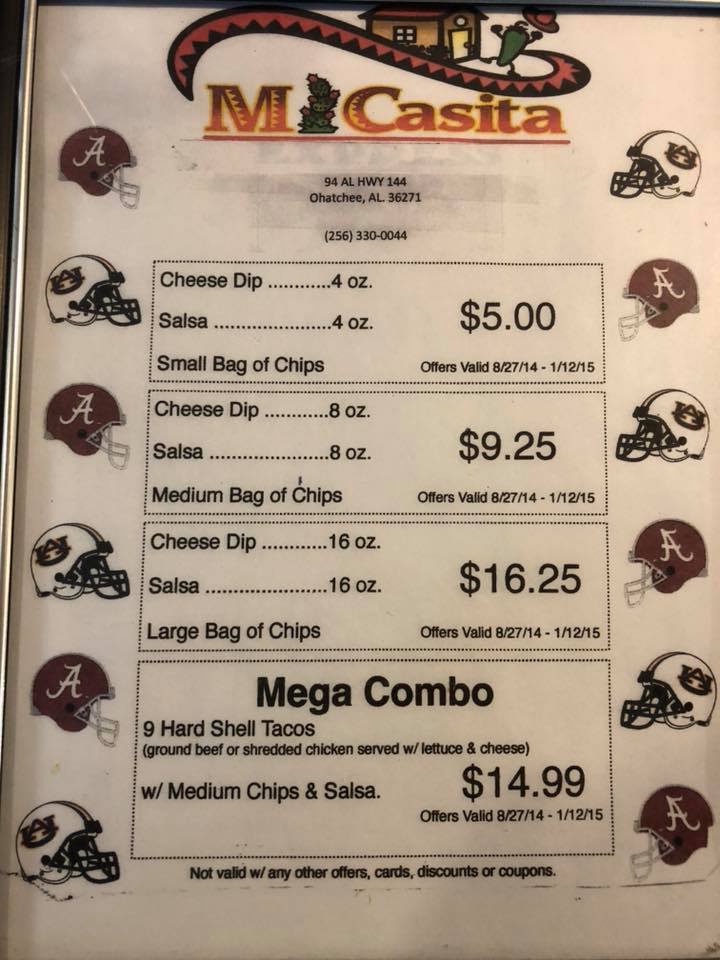 Mi Casita
94 AL HWY 144
Ohatchee, AL. 36271
(256) 330-0044
Cheese Dip ............4 oz.
Salsa ......................4 oz.
$5.00
Small Bag of Chips
Offers Valid 8/27/14 - 1/12/15
Cheese Dip ............8 oz.
Salsa ......................8 oz.
$9.25
Medium Bag of Chips
Offers Valid 8/27/14 - 1/12/15
Cheese Dip ............16 oz.
Salsa .......................16 oz.
$16.25
Large Bag of Chips
Offers Valid 8/27/14 - 1/12/15
Mega Combo
9 Hard Shell Tacos
(ground beef or shredded chicken served w/ lettuce & cheese)
w/ Medium Chips & Salsa.
$14.99
Offers Valid 8/27/14 - 1/12/15
Not valid w/ any other offers, cards, discounts or coupons.